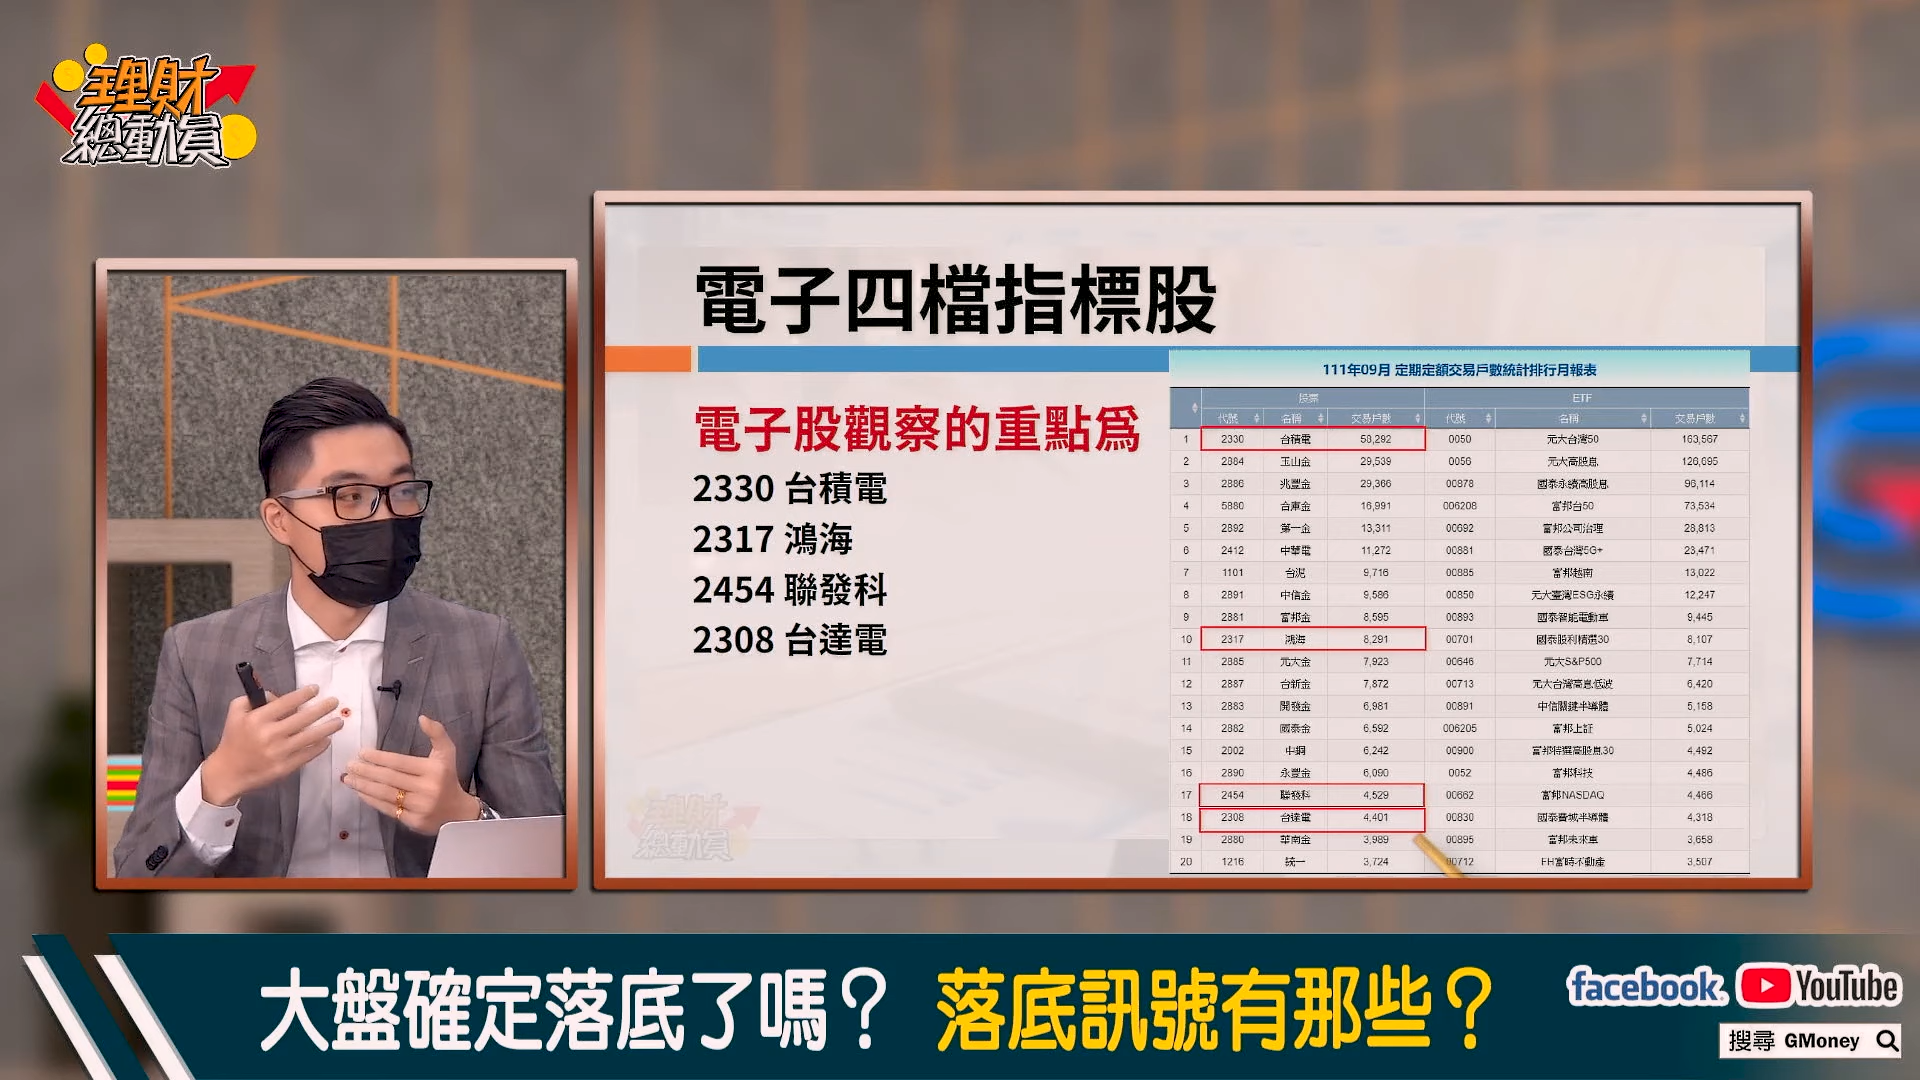 理財
總動員
電子四檔指標股
電子股觀察的重點為
2330 台積電
2317 鴻海
2454 聯發科
2308 台達電
111年09月 定期定額交易戶數統計排行月報表
股票 ETF
代號 名稱 交易戶數 代號 名稱 交易戶數
1 2330 台積電 58,292 0050 元大台灣50 163,567
2 2884 玉山金 29,539 0056 元大高股息 126,695
3 2886 兆豐金 29,366 00878 國泰永續高股息 96,114
4 5880 合庫金 16,991 006208 富邦台50 73,534
5 2892 第一金 13,311 00692 富邦公司治理 28,813
6 2412 中華電 11,272 00881 國泰台灣5G+ 23,471
7 1101 台泥 9,716 00885 富邦越南 13,022
8 2891 中信金 9,586 00850 元大臺灣ESG永續 12,247
9 2881 富邦金 8,595 00893 國泰智能電動車 9,445
10 2317 鴻海 8,291 00701 國泰股利精選30 8,107
11 2885 元大金 7,923 00646 元大S&P500 7,714
12 2887 台新金 7,872 00713 元大台灣高息低波 6,420
13 2883 開發金 6,981 00891 中信關鍵半導體 5,158
14 2882 國泰金 6,592 006205 富邦上証 5,024
15 2002 中鋼 6,242 00900 富邦特選高股息30 4,492
16 2890 永豐金 6,090 0052 富邦科技 4,486
17 2454 聯發科 4,529 00662 富邦NASDAQ 4,466
18 2308 台達電 4,401 00830 國泰費城半導體 4,318
19 2880 華南金 3,989 00895 富邦未來車 3,658
20 1216 統一 3,724 00712 FH富時不動產 3,507
理財
總動員
大盤確定落底了嗎？ 落底訊號有那些？
facebook. YouTube
搜尋 GMoney